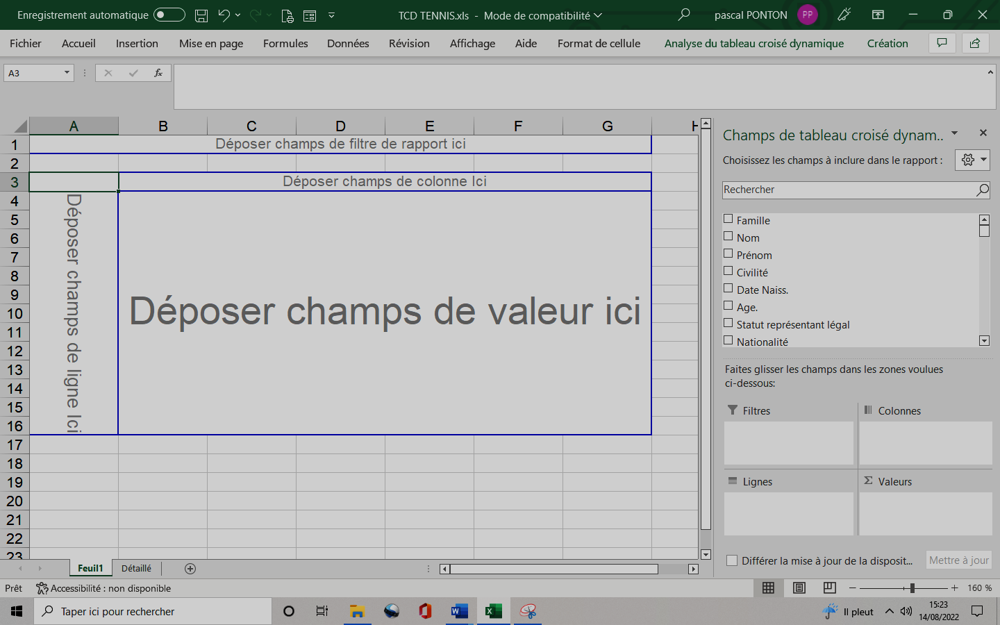 Enregistrement automatique
TCD TENNIS.xls - Mode de compatibilité
pascal PONTON
PP
Fichier Accueil Insertion Mise en page Formules Données Révision Affichage Aide Format de cellule Analyse du tableau croisé dynamique Création
A3
fx
A B C D E F G H
1 Déposer champs de filtre de rapport ici
2
3 Déposer champs de colonne Ici
4
5
6
7
8
9
10
11
12
13
14
15
16
17
18
19
20
21
22
23
Déposer champs de ligne Ici
Déposer champs de valeur ici
Champs de tableau croisé dynam..
Choisissez les champs à inclure dans le rapport :
Rechercher
Famille
Nom
Prénom
Civilité
Date Naiss.
Age.
Statut représentant légal
Nationalité
Faites glisser les champs dans les zones voulues
ci-dessous:
Filtres
Colonnes
Lignes
Σ Valeurs
Différer la mise à jour de la disposit...
Mettre à jour
Feuil1 Détaillé
Prêt
Accessibilité : non disponible
160 %
Taper ici pour rechercher
Il pleut
15:23
14/08/2022